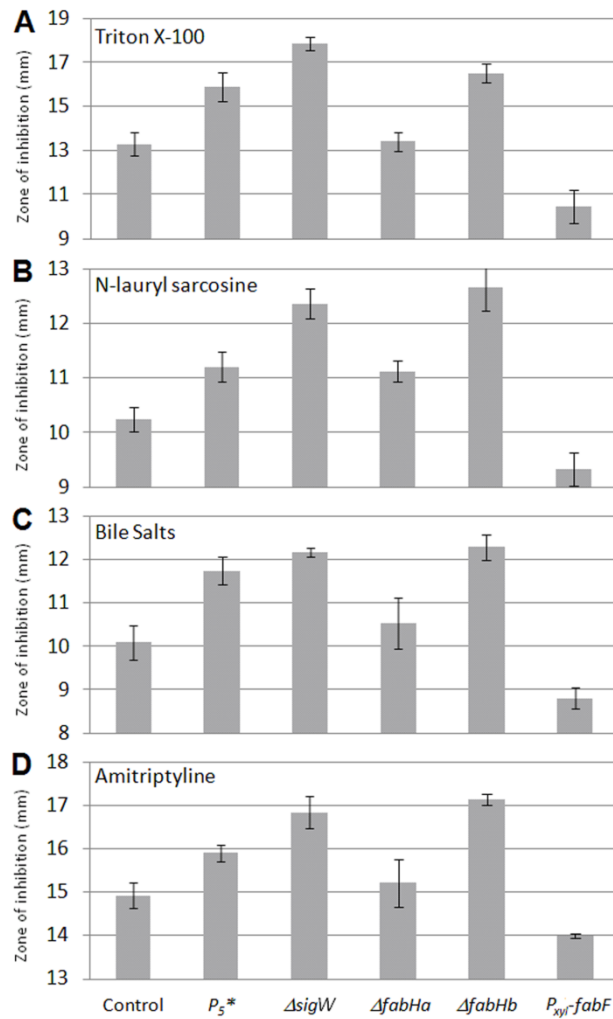 A
Triton X-100
Zone of inhibition (mm)
19
17
15
13
11
9
B
N-lauryl sarcosine
Zone of inhibition (mm)
13
12
11
10
9
C
Bile Salts
Zone of inhibition (mm)
13
12
11
10
9
8
D
Amitriptyline
Zone of inhibition (mm)
18
17
16
15
14
13
Control P5* ΔsigW ΔfabHa ΔfabHb Pxyl-fabF